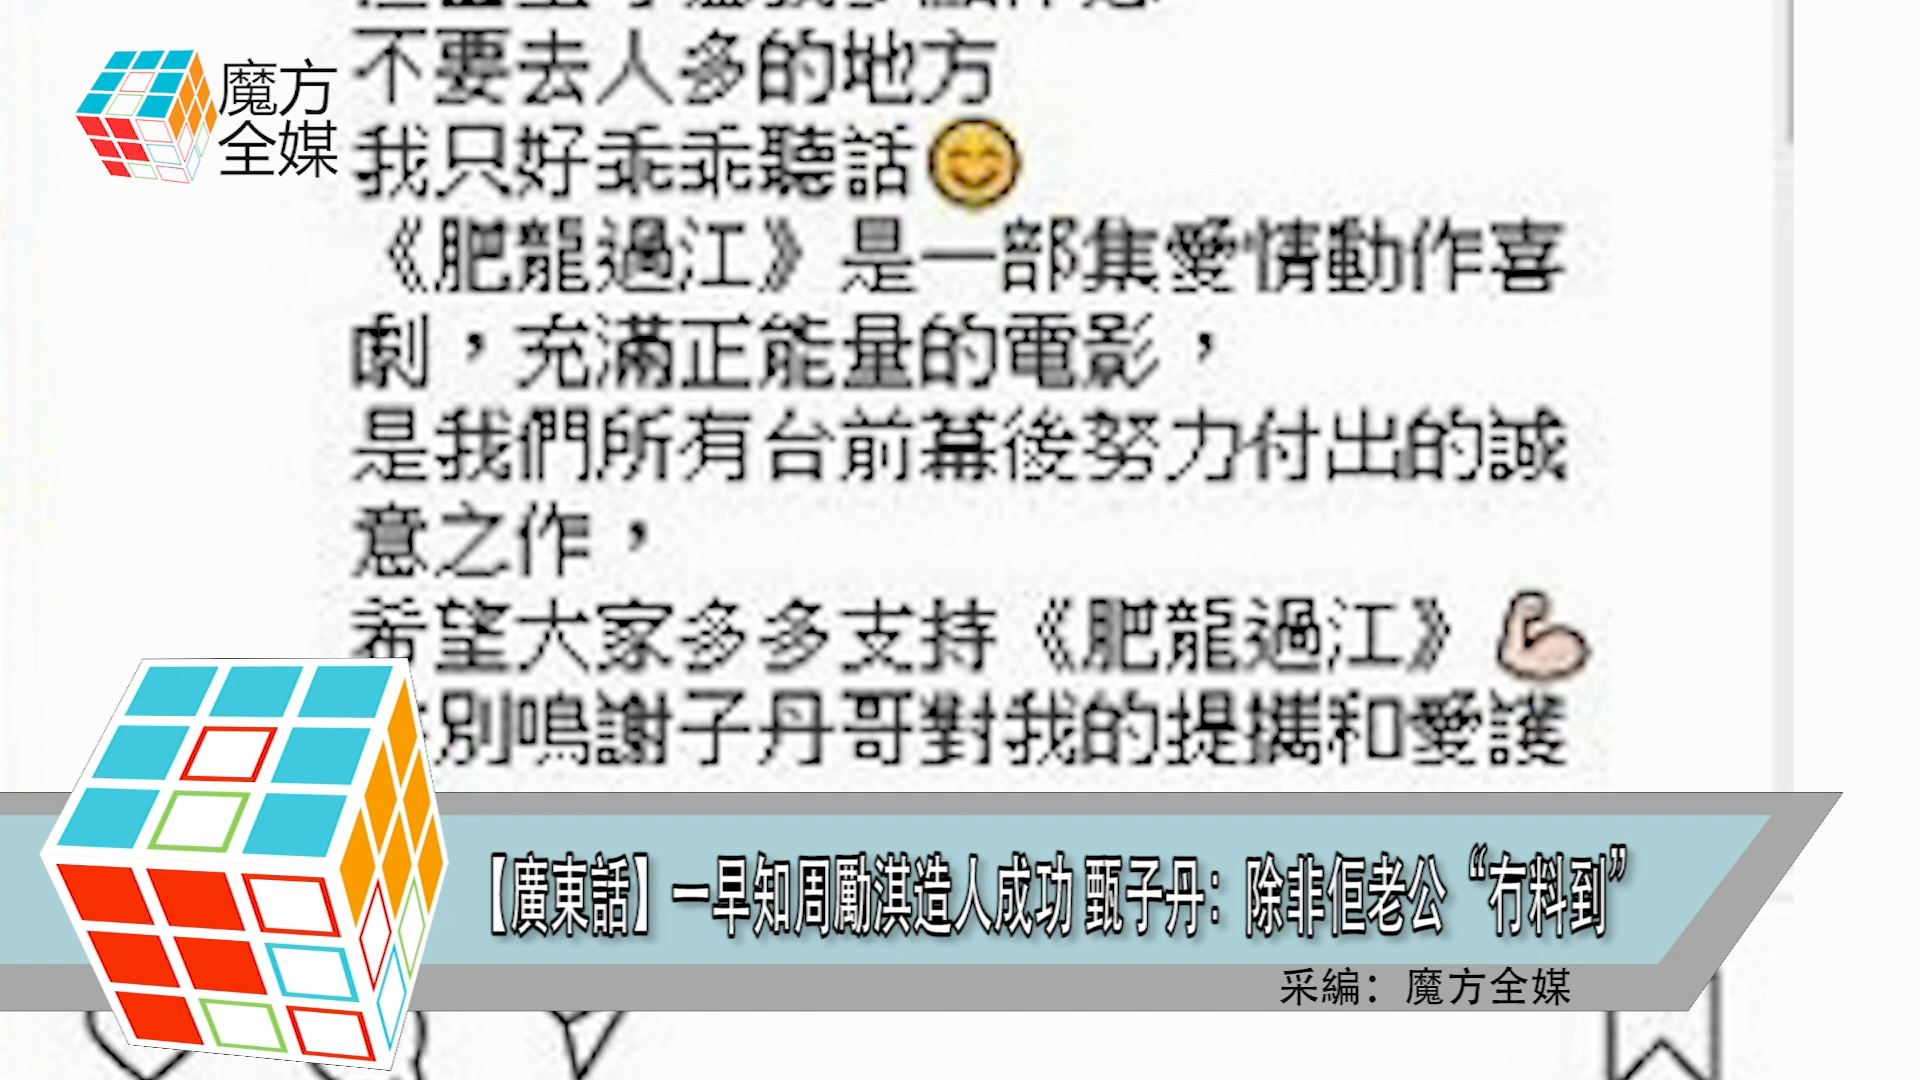 魔方
全媒
不要去人多的地方
我只好乖乖聽話😊
《肥龍過江》是一部集愛情動作喜
劇，充滿正能量的電影，
是我們所有台前幕後努力付出的誠
意之作，
希望大家多多支持《肥龍過江》💪
別鳴謝子丹哥對我的提攜和愛護
【廣東話】一早知周勵淇造人成功 甄子丹：除非佢老公“冇料到”
采編：魔方全媒